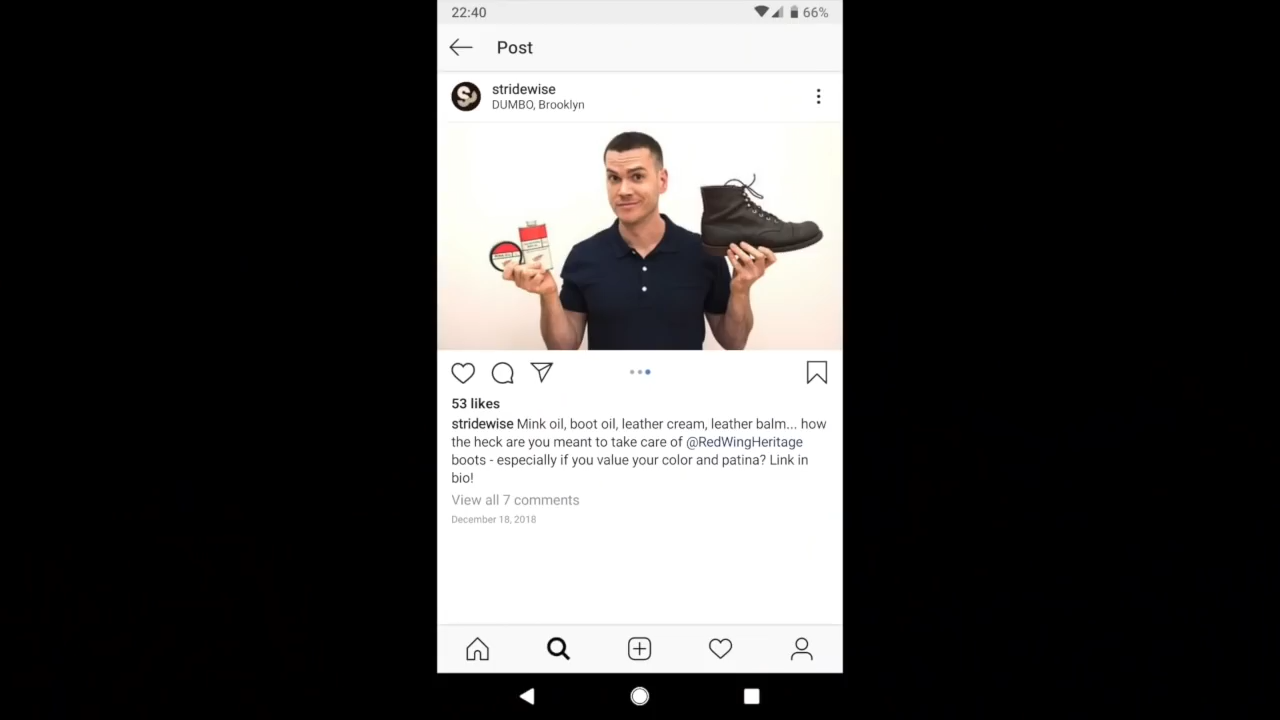 22:40
66%
Post
stridewise
DUMBO, Brooklyn
53 likes
stridewise Mink oil, boot oil, leather cream, leather balm... how
the heck are you meant to take care of @RedWingHeritage
boots - especially if you value your color and patina? Link in
bio!
View all 7 comments
December 18, 2018